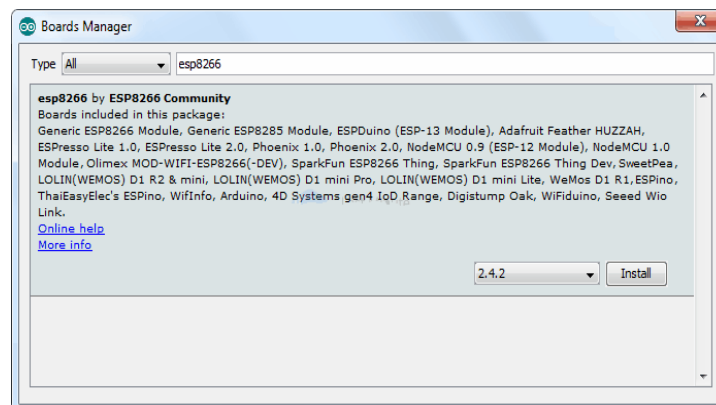 Boards Manager
Type All esp8266
esp8266 by ESP8266 Community
Boards included in this package:
Generic ESP8266 Module, Generic ESP8285 Module, ESPDuino (ESP-13 Module), Adafruit Feather HUZZAH,
ESPresso Lite 1.0, ESPresso Lite 2.0, Phoenix 1.0, Phoenix 2.0, NodeMCU 0.9 (ESP-12 Module), NodeMCU 1.0
Module, Olimex MOD-WIFI-ESP8266(-DEV), SparkFun ESP8266 Thing, SparkFun ESP8266 Thing Dev, SweetPea,
LOLIN(WEMOS) D1 R2 & mini, LOLIN(WEMOS) D1 mini Pro, LOLIN(WEMOS) D1 mini Lite, WeMos D1 R1, ESPino,
ThaiEasyElec's ESPino, WifInfo, Arduino, 4D Systems gen4 IoD Range, Digistump Oak, WiFiduino, Seeed Wio
Link.
Online help
More info
2.4.2 Install